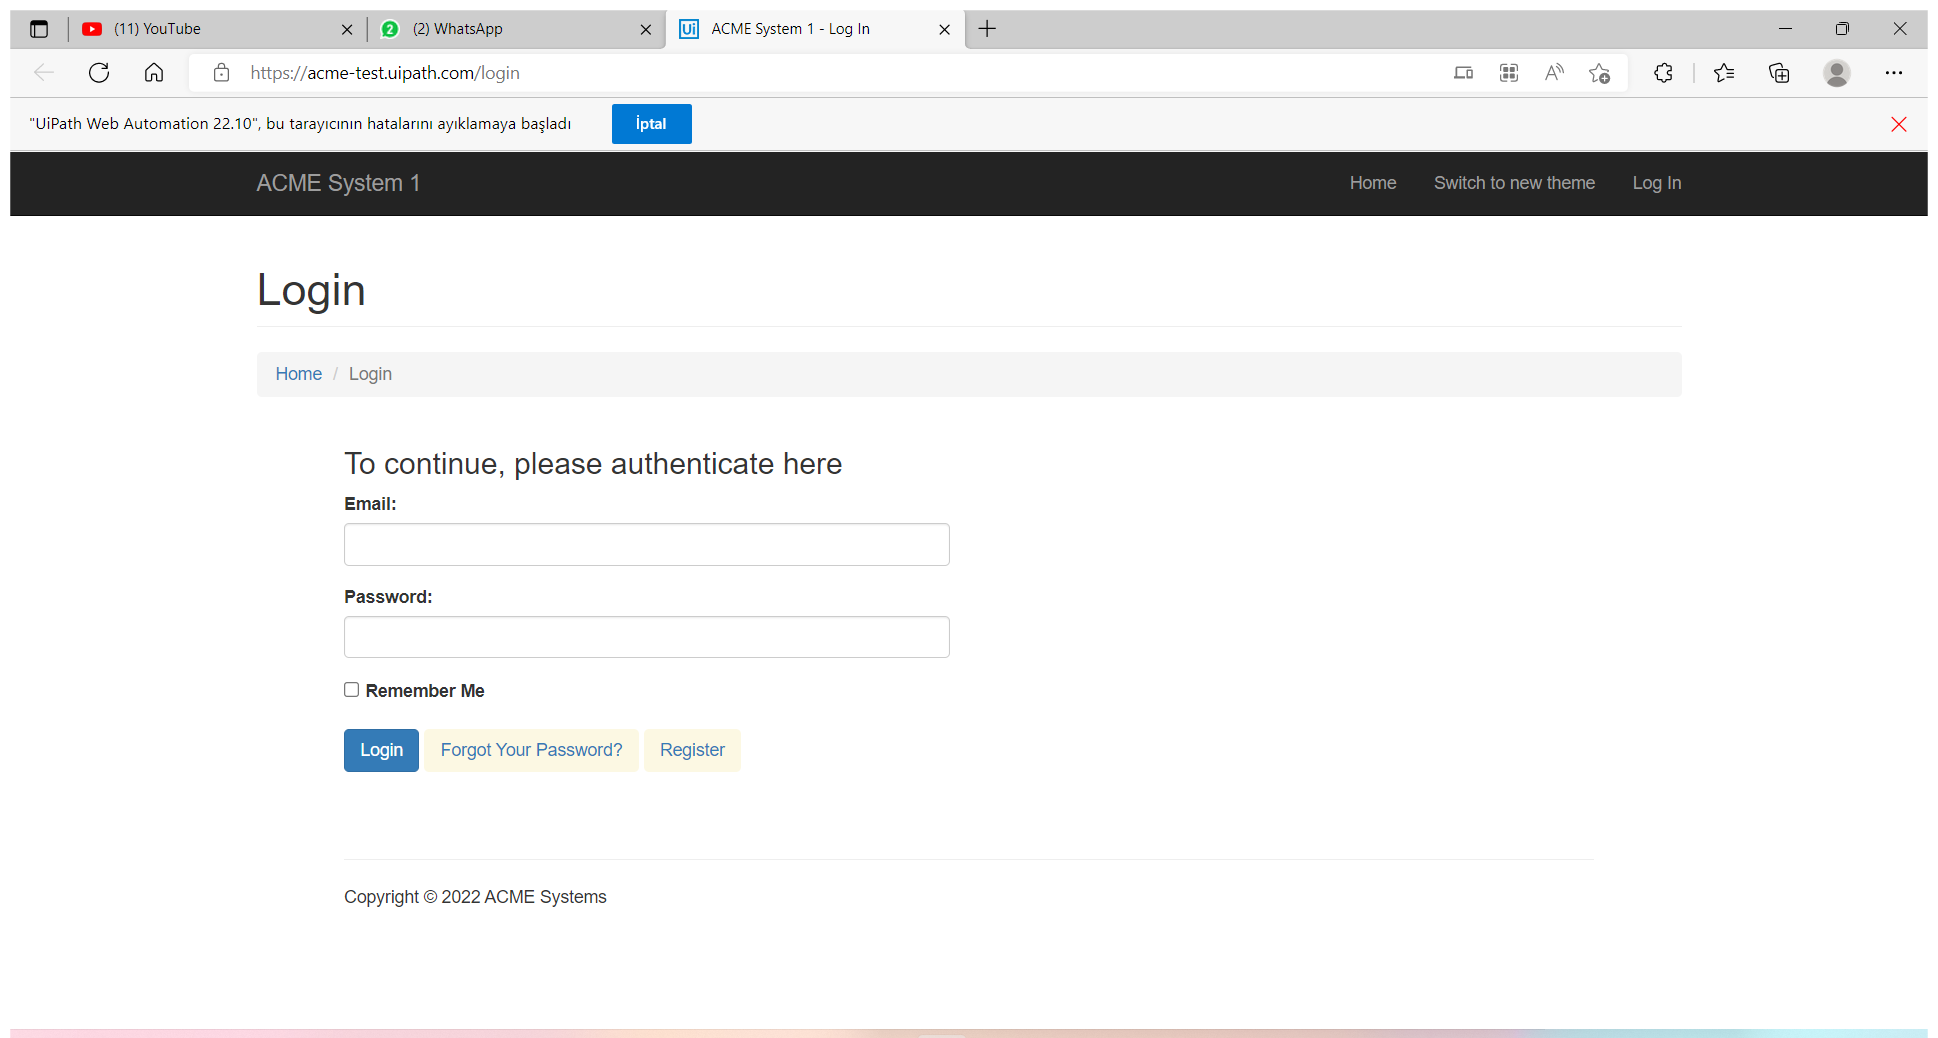 (11) YouTube
2 (2) WhatsApp
Ui ACME System 1 - Log In
https://acme-test.uipath.com/login
"UiPath Web Automation 22.10", bu tarayıcının hatalarını ayıklamaya başladı İptal
ACME System 1 Home Switch to new theme Log In
Login
Home / Login
To continue, please authenticate here
Email:
Password:
Remember Me
Login Forgot Your Password? Register
Copyright © 2022 ACME Systems